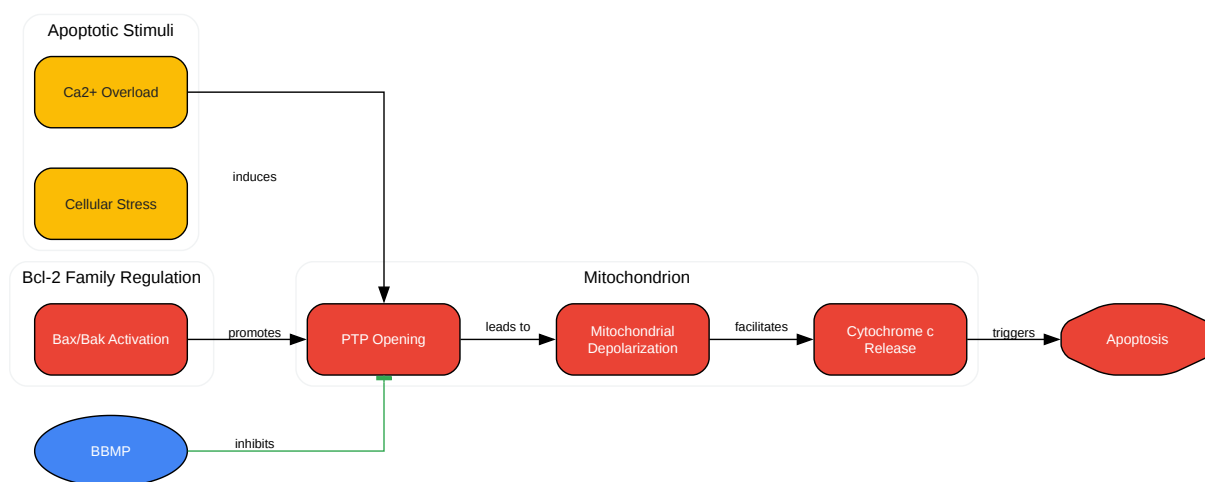 Apoptotic Stimuli
Ca2+ Overload
induces
Cellular Stress
Bcl-2 Family Regulation
Mitochondrion
Bax/Bak Activation
promotes
PTP Opening
leads to
Mitochondrial
Depolarization
facilitates
Cytochrome c
Release
triggers
Apoptosis
BBMP
inhibits